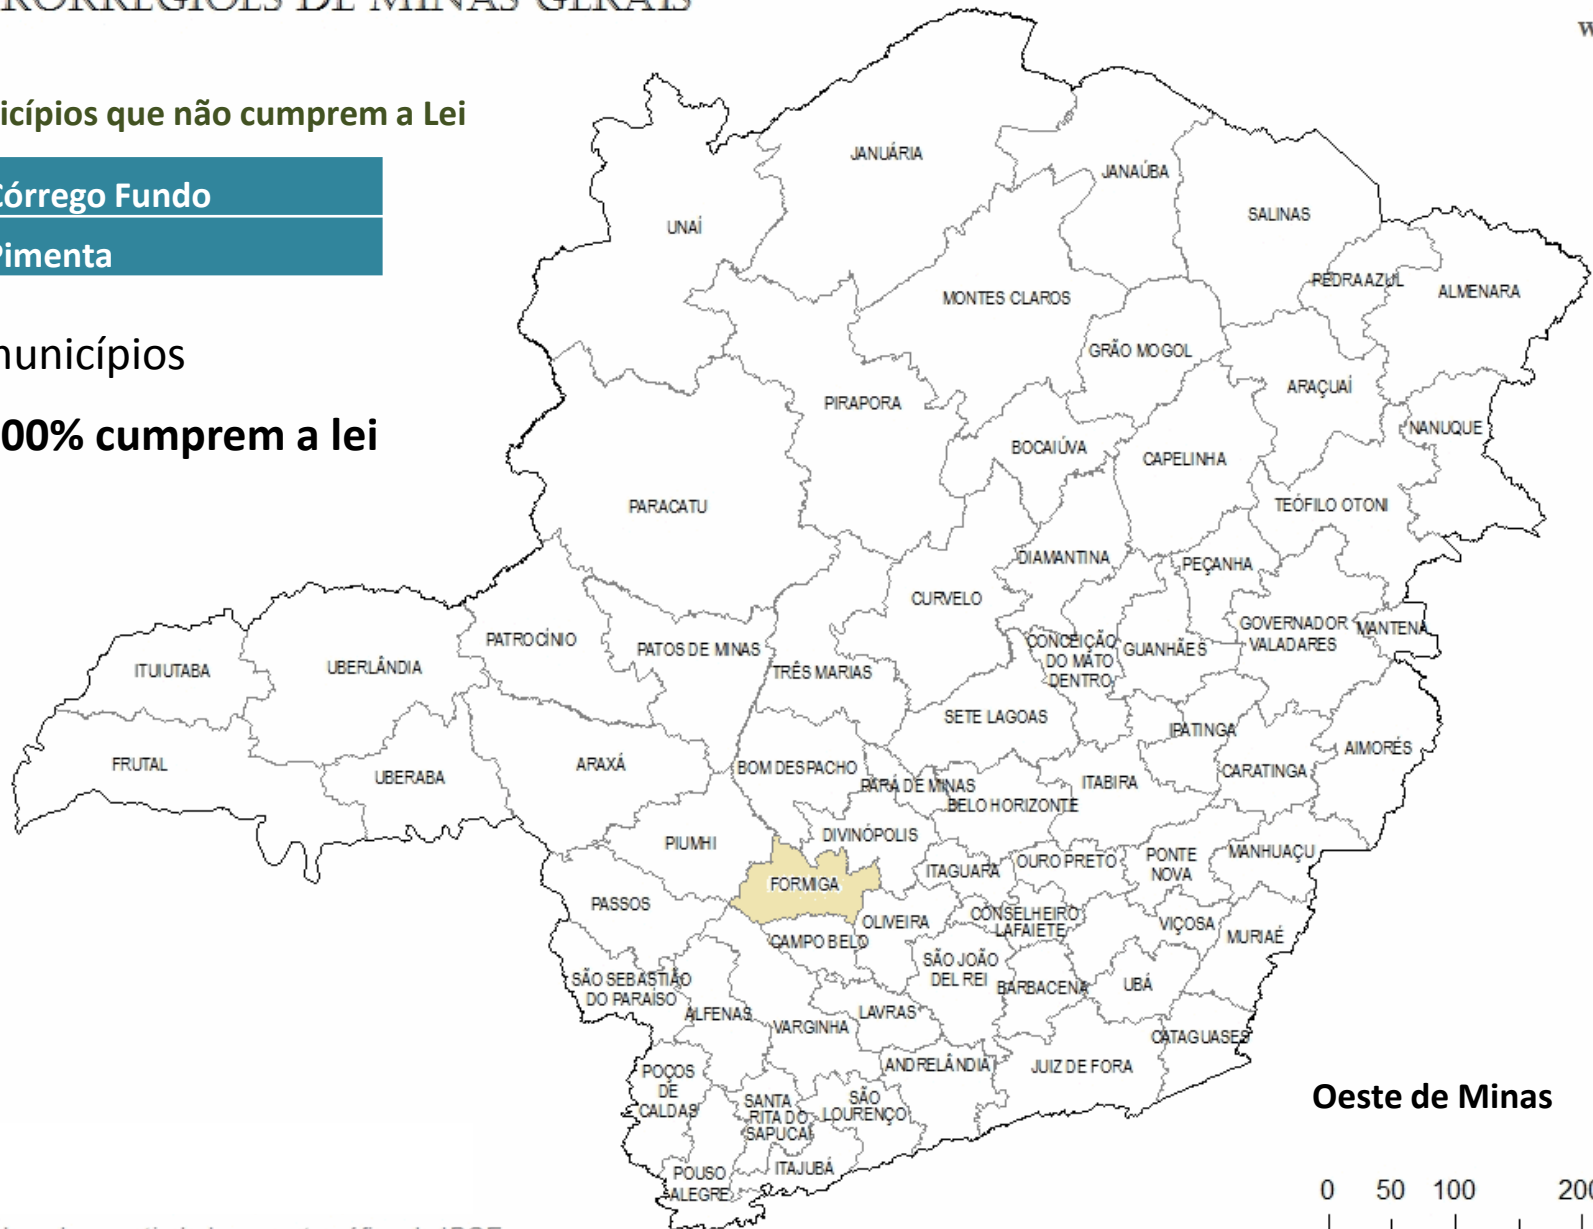 RORREGIÕES DE MINAS GERAIS
icípios que não cumprem a Lei
Córrego Fundo
Pimenta
municípios
00% cumprem a lei
JANUÁRIA
JANAÚBA
SALINAS
UNAÍ
PEDRA AZUL
ALMENARA
MONTES CLAROS
GRÃO MOGOL
ARAÇUAÍ
PIRAPORA
NANUQUE
BOCAIÚVA
CAPELINHA
PARACATU
TEÓFILO OTONI
DIAMANTINA
PEÇANHA
CURVELO
GOVERNADOR
VALADARES
MANTENA
PATROCÍNIO
PATOS DE MINAS
CONCEIÇÃO
DO MATO
DENTRO
GUANHÃES
ITUIUTABA
UBERLÂNDIA
TRÊS MARIAS
SETE LAGOAS
IPATINGA
AIMORÉS
FRUTAL
UBERABA
ARAXÁ
BOM DESPACHO
PARÁ DE MINAS
BELO HORIZONTE
ITABIRA
CARATINGA
PIUMHI
DIVINÓPOLIS
ITAGUARA
OURO PRETO
PONTE
NOVA
MANHUAÇU
FORMIGA
PASSOS
OLIVEIRA
CONSELHEIRO
LAFAIETE
VIÇOSA
MURIAÉ
CAMPO BELO
SÃO JOÃO
DEL REI
BARBACENA
UBÁ
SÃO SEBASTIÃO
DO PARAÍSO
ALFENAS
VARGINHA
LAVRAS
CATAGUASES
ANDRELÂNDIA
JUIZ DE FORA
POÇOS
DE
CALDAS
SANTA
RITA DO
SAPUCAÍ
SÃO
LOURENÇO
Oeste de Minas
POUSO
ALEGRE
ITAJUBÁ
0 50 100 200